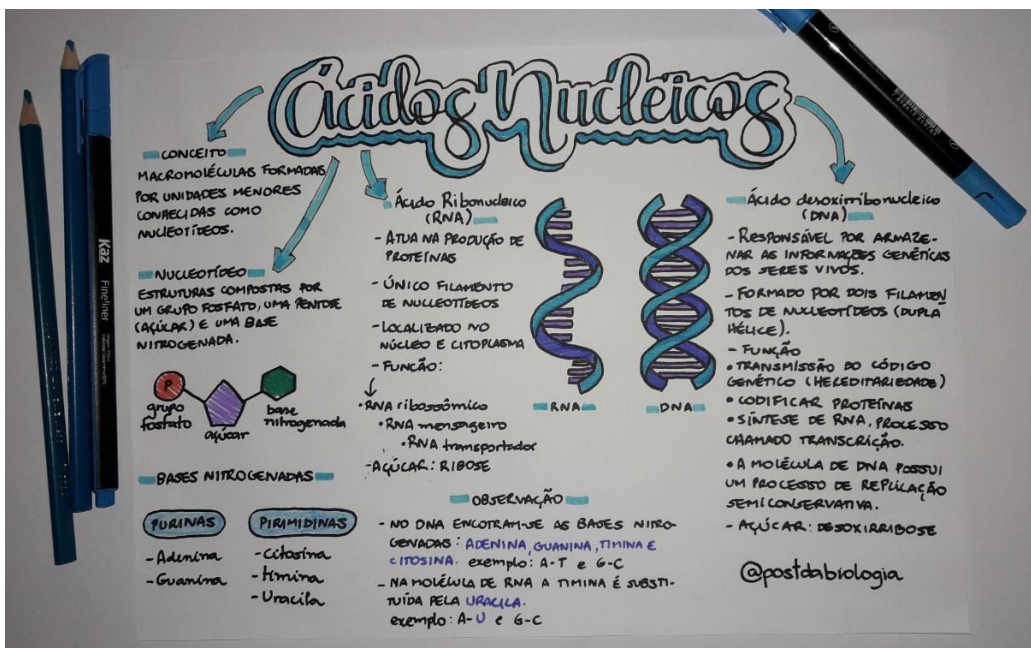 Ácidos Nucleicos
CONCEITO
MACROMOLÉCULAS FORMADAS
POR UNIDADES MENORES
CONHECIDAS COMO
NUCLEOTÍDEOS.
NUCLEOTÍDEO
ESTRUTURAS COMPOSTAS POR
UM GRUPO FOSFATO, UMA PENTOSE
(AÇÚCAR) E UMA BASE
NITROGENADA.
P
grupo
fosfato
açúcar
base
nitrogenada
BASES NITROGENADAS
PURINAS
-Adenina
-Guanina
PIRIMIDINAS
-Citosina
-timina
-Uracila
Ácido Ribonucleico
(RNA)
- ATUA NA PRODUÇÃO DE
PROTEÍNAS
- ÚNICO FILAMENTO
DE NUCLEOTÍDEOS
- LOCALIZADO NO
NÚCLEO E CITOPLASMA
- FUNCÃO:
•RNA ribossômico
•RNA mensageiro
•RNA transportador
-AÇÚCAR: RIBOSE
RNA
DNA
OBSERVAÇÃO
- NO DNA ENCOTRAM-SE AS BASES NITRO-
GENADAS: ADENINA, GUANINA, TIMINA E
CITOSINA. exemplo: A-T e G-C
- NA MOLÉCULA DE RNA A TIMINA É SUBSTI-
TUÍDA PELA URACILA.
exemplo: A-U e G-C
Ácido desoxirribonucleico
(DNA)
- RESPONSÁVEL POR ARMAZE-
NAR AS INFORMAÇÕES GENÉTICAS
DOS SERES VIVOS.
- FORMADO POR DOIS FILAMEN
TOS DE NUCLEOTÍDEOS (DUPLA
HÉLICE).
- FUNÇÃO
• TRANSMISSÃO DO CÓDIGO
GENÉTICO (HEREDITARIEDADE)
• CODIFICAR PROTEÍNAS
• SÍNTESE DE RNA, PROCESSO
CHAMADO TRANSCRIÇÃO.
• A MOLÉCULA DE DNA POSSUI
UM PROCESSO DE REPLICAÇÃO
SEMICONSERVATIVA.
- AÇÚCAR: DESOXIRRIBOSE
@postdabiologia
Kaz
Fineliner